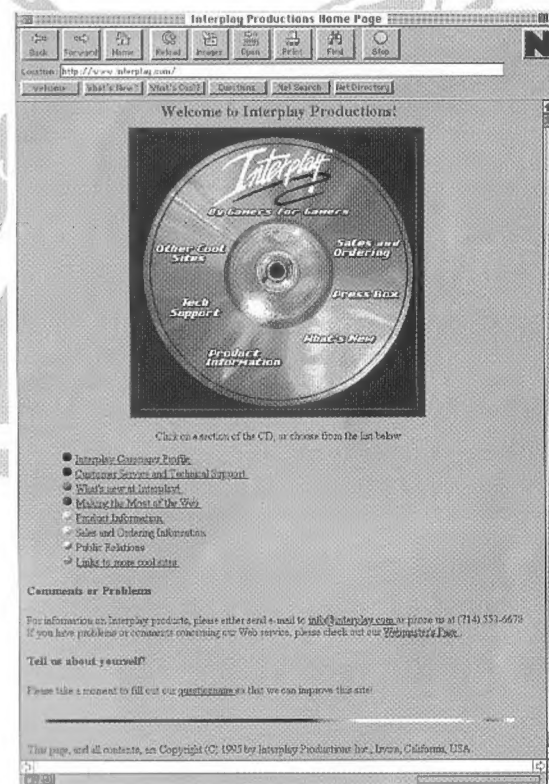 Interplay Productions Home Page
Back Forward Home Reload Images Open Print Find Stop
N
Location: http://www.interplay.com/
Welcome What's New? What's Cool? Questions Net Search Net Directory
Welcome to Interplay Productions!
Interplay
By Gamers For Gamers
Other Cool Sites
Sales and Ordering
Tech Support
Press Box
What's New
Product Information
Click on a section of the CD, or choose from the list below
Interplay Company Profile
Customer Service and Technical Support
What's new at Interplay!
Making the Most of the Web
Product Information
Sales and Ordering Information
Public Relations
Links to more cool sites
Comments or Problems
For information on Interplay products, please either send e-mail to info@interplay.com or phone us at (714) 553-6678
If you have problems or comments concerning our Web service, please check out our Webmaster's Page.
Tell us about yourself!
Please take a moment to fill out our questionnaire so that we can improve this site!
This page, and all contents, are Copyright (C) 1995 by Interplay Productions Inc., Irvine, California, USA.